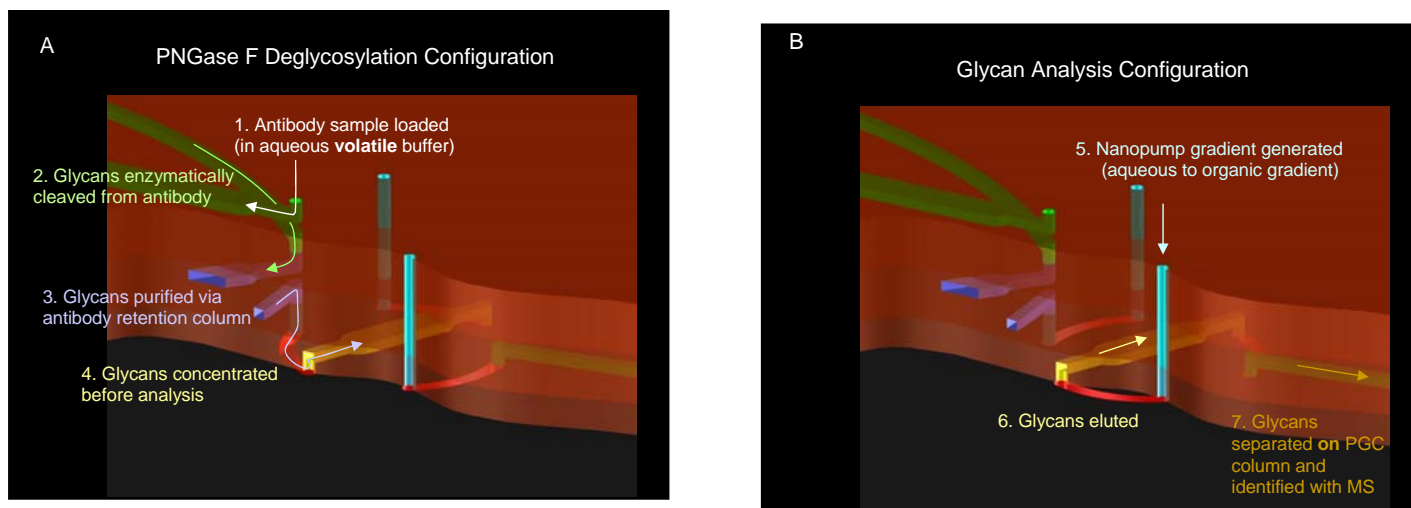 A
PNGase F Deglycosylation Configuration
1. Antibody sample loaded
(in aqueous volatile buffer)
2. Glycans enzymatically
cleaved from antibody
3. Glycans purified via
antibody retention column
4. Glycans concentrated
before analysis
B
Glycan Analysis Configuration
5. Nanopump gradient generated
(aqueous to organic gradient)
6. Glycans eluted
7. Glycans
separated on PGC
column and
identified with MS